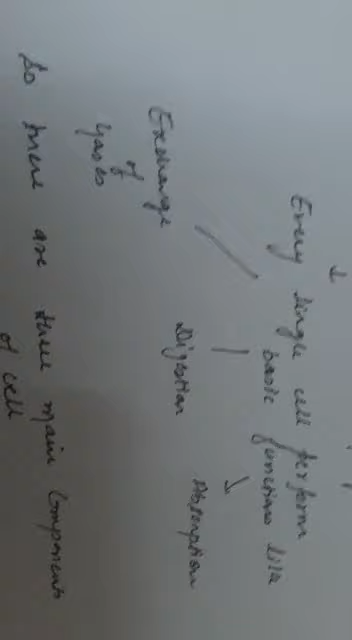 ↓
Every single cell perform
basic functions like
Exchange
of
gases
Digestion
Absorption
So there are three main components
of cell